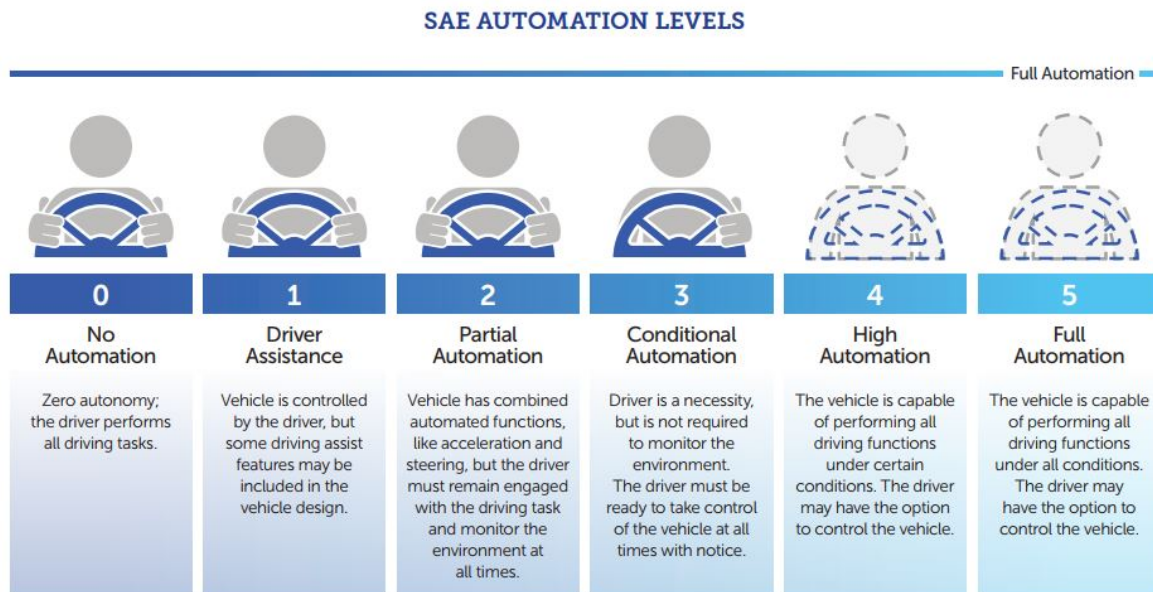 SAE AUTOMATION LEVELS
Full Automation
0
No
Automation
Zero autonomy;
the driver performs
all driving tasks.
1
Driver
Assistance
Vehicle is controlled
by the driver, but
some driving assist
features may be
included in the
vehicle design.
2
Partial
Automation
Vehicle has combined
automated functions,
like acceleration and
steering, but the driver
must remain engaged
with the driving task
and monitor the
environment at
all times.
3
Conditional
Automation
Driver is a necessity,
but is not required
to monitor the
environment.
The driver must be
ready to take control
of the vehicle at all
times with notice.
4
High
Automation
The vehicle is capable
of performing all
driving functions
under certain
conditions. The driver
may have the option
to control the vehicle.
5
Full
Automation
The vehicle is capable
of performing all
driving functions
under all conditions.
The driver may
have the option to
control the vehicle.